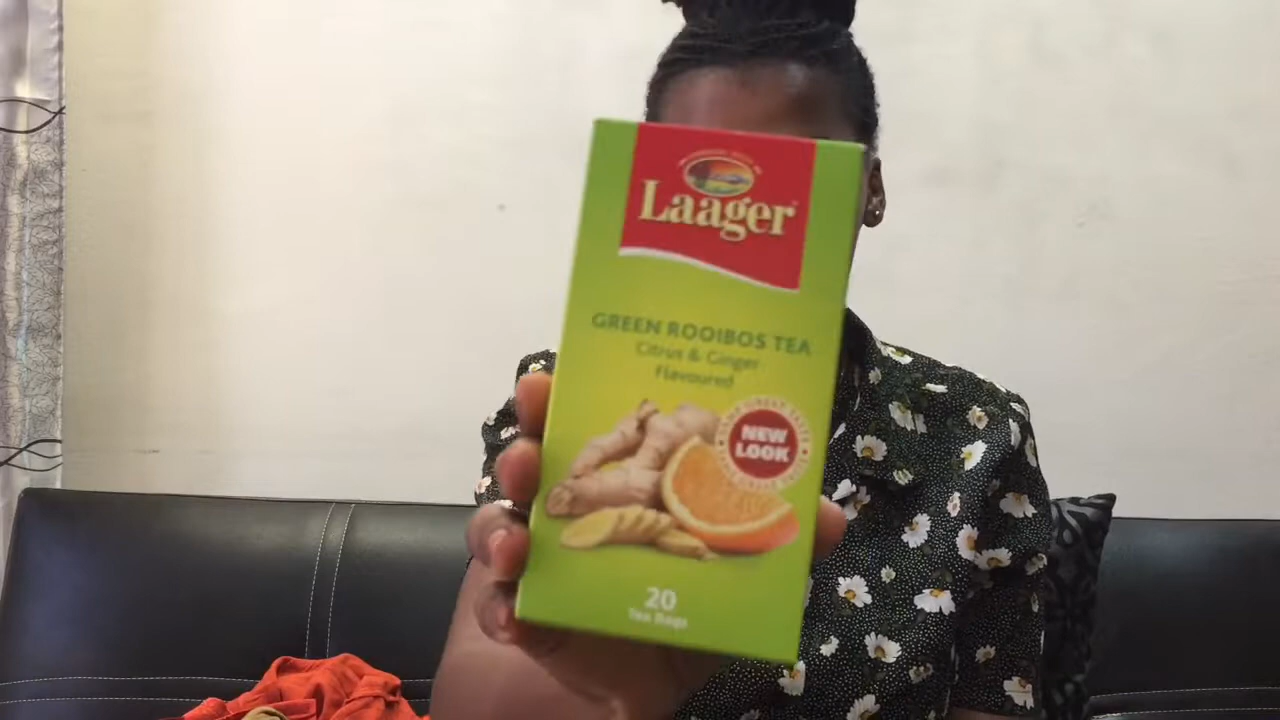 Laager
GREEN ROOIBOS TEA
Citrus & Ginger
Flavoured
NEW
LOOK
20
Tea Bags